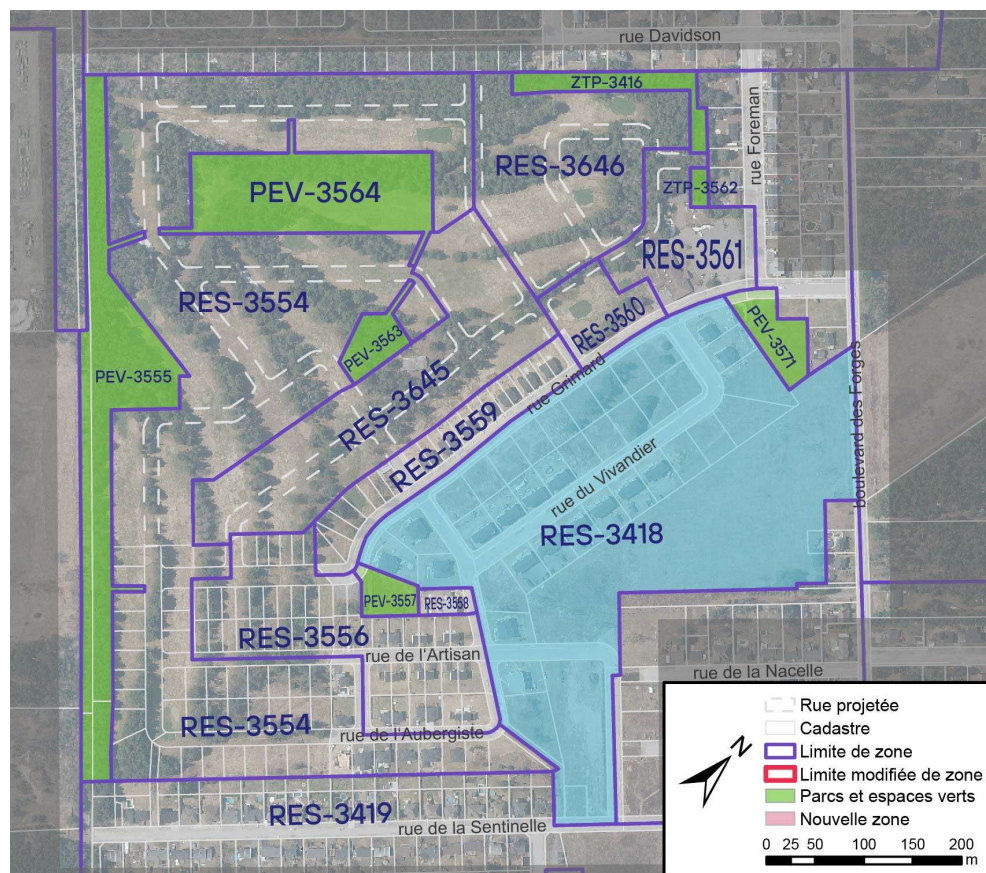 rue Davidson
ZTP-3416
rue Foreman
RES-3646
PEV-3564
ZTP-3562
RES-3561
RES-3554
RES-3560
PEV-3571
PEV-3563
PEV-3555
RES-3645
rue Grimard
RES-3559
boulevard des Forges
rue du Vivandier
RES-3418
PEV-3557
RES-3558
RES-3556
rue de l'Artisan
rue de la Nacelle
RES-3554
rue de l'Aubergiste
RES-3419
rue de la Sentinelle
N
Rue projetée
Cadastre
Limite de zone
Limite modifiée de zone
Parcs et espaces verts
Nouvelle zone
0 25 50 100 150 200
m